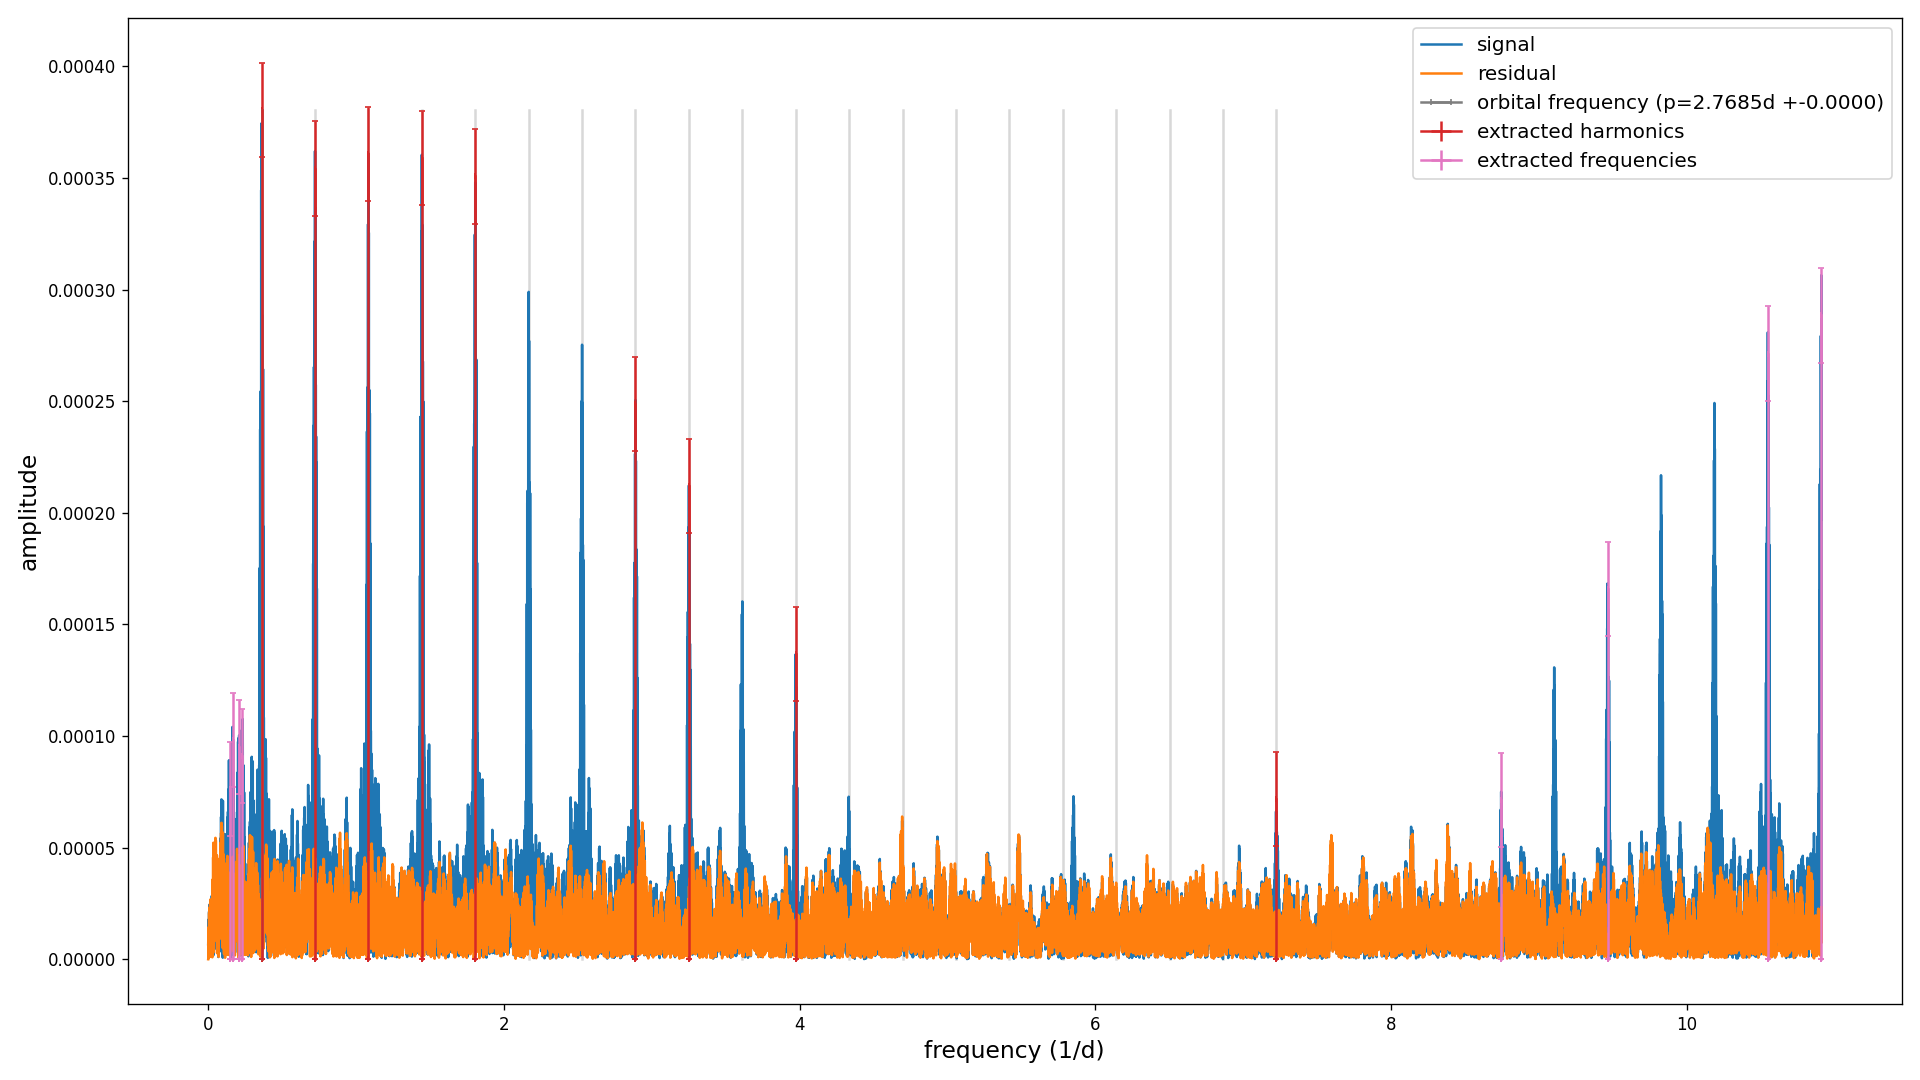 signal
residual
orbital frequency (p=2.7685d +-0.0000)
extracted harmonics
extracted frequencies
0.00040
0.00035
0.00030
0.00025
0.00020
0.00015
0.00010
0.00005
0.00000
amplitude
0 2 4 6 8 10
frequency (1/d)